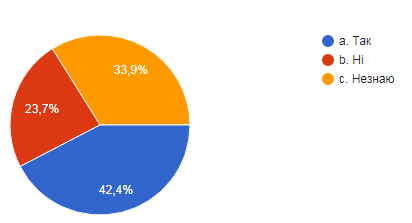 33,9%
23,7%
42,4%
a. Так
b. Ні
c. Незнаю